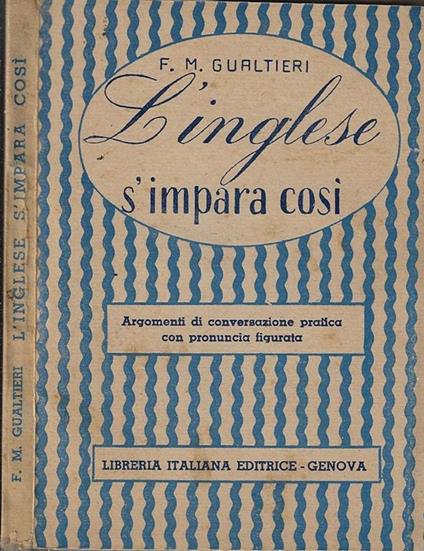 F. M. GUALTIERI L'INGLESE S'IMPARA COSÌ
F. M. GUALTIERI
L'inglese
s'impara così
Argomenti di conversazione pratica
con pronuncia figurata
LIBRERIA ITALIANA EDITRICE - GENOVA